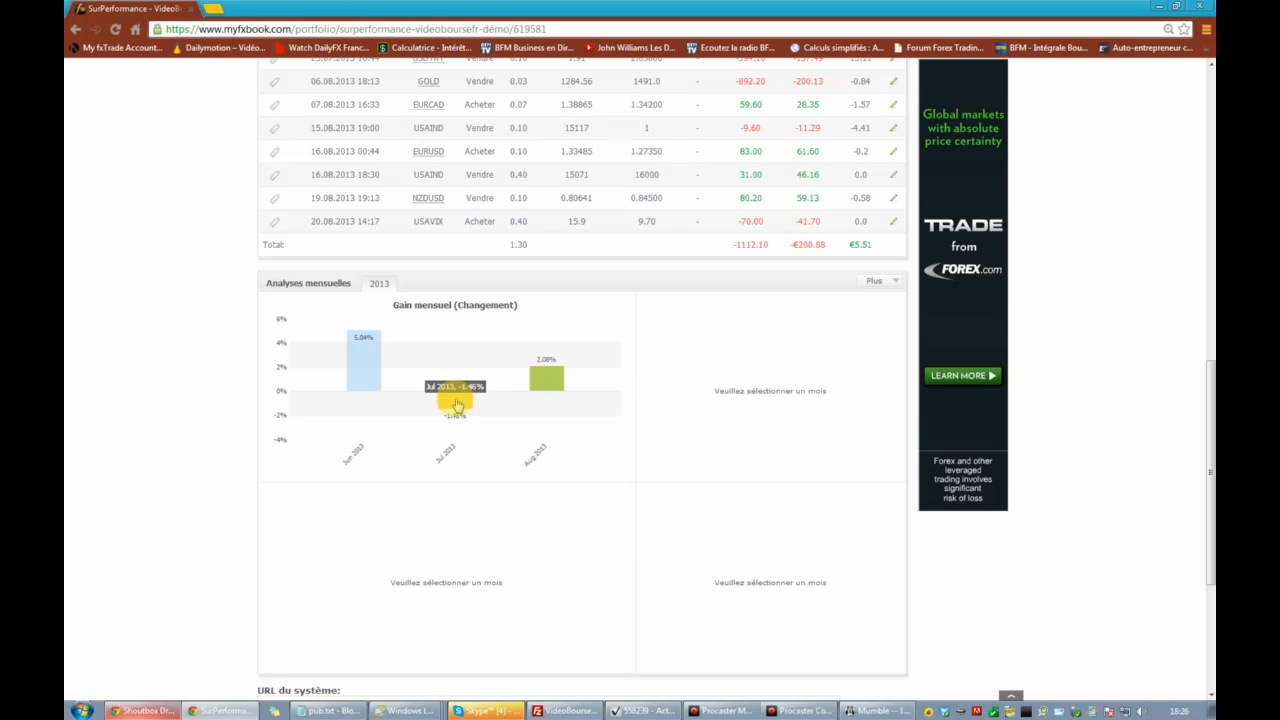 SurPerformance - VideoB
https://www.myfxbook.com/portfolio/surperformance-videoboursefr-démo/619581
My fxTrade Account... Dailymotion – Vidéo... Watch DailyFX Franc... Calculatrice - Intérêt... BFM Business en Dir... John Williams Les D... Ecoutez la radio BF... Calculs simplifiés : A... Forum Forex Trading... BFM - Intégrale Bou... Auto-entrepreneur c...
06.08.2013 18:13 GOLD Vendre 0.03 1284.56 1491.0 - -892.20 -200.13 -0.84
07.08.2013 16:33 EURCAD Acheter 0.10 1.38865 1.34200 - 59.60 28.35 -1.57
15.08.2013 19:00 USAIND Vendre 0.10 15117 1 - -9.60 -11.29 -4.41
16.08.2013 00:44 EURUSD Acheter 0.10 1.33485 1.27350 - 83.00 61.60 -0.2
16.08.2013 18:30 USAIND Vendre 0.40 15071 16000 - 31.00 46.16 0.0
19.08.2013 19:13 NZDUSD Vendre 0.10 0.80641 0.84500 - 80.20 59.13 -0.58
20.08.2013 14:17 USAVIX Acheter 0.40 15.9 9.70 - -70.00 -41.70 0.0
Total: 1.30 -1112.10 -€200.88 €5.51
Analyses mensuelles 2013 Plus
Gain mensuel (Changement)
6%
4%
2%
0%
-2%
-4%
5.04%
Jul 2013, -1.46%
-1.46%
2.08%
Jun 2013 Jul 2013 Aug 2013
Veuillez sélectionner un mois
Veuillez sélectionner un mois
Veuillez sélectionner un mois
URL du système:
Global markets
with absolute
price certainty
TRADE
from
FOREX.com
LEARN MORE
Forex and other
leveraged
trading involves
significant
risk of loss
Shoutbox Dr... SurPerforma... pub.txt - Blo... Windows L... Skype™ [4] -... VideoBourse... 558239 - Act... Procaster M... Procaster Co... Mumble -- 1... 18:26